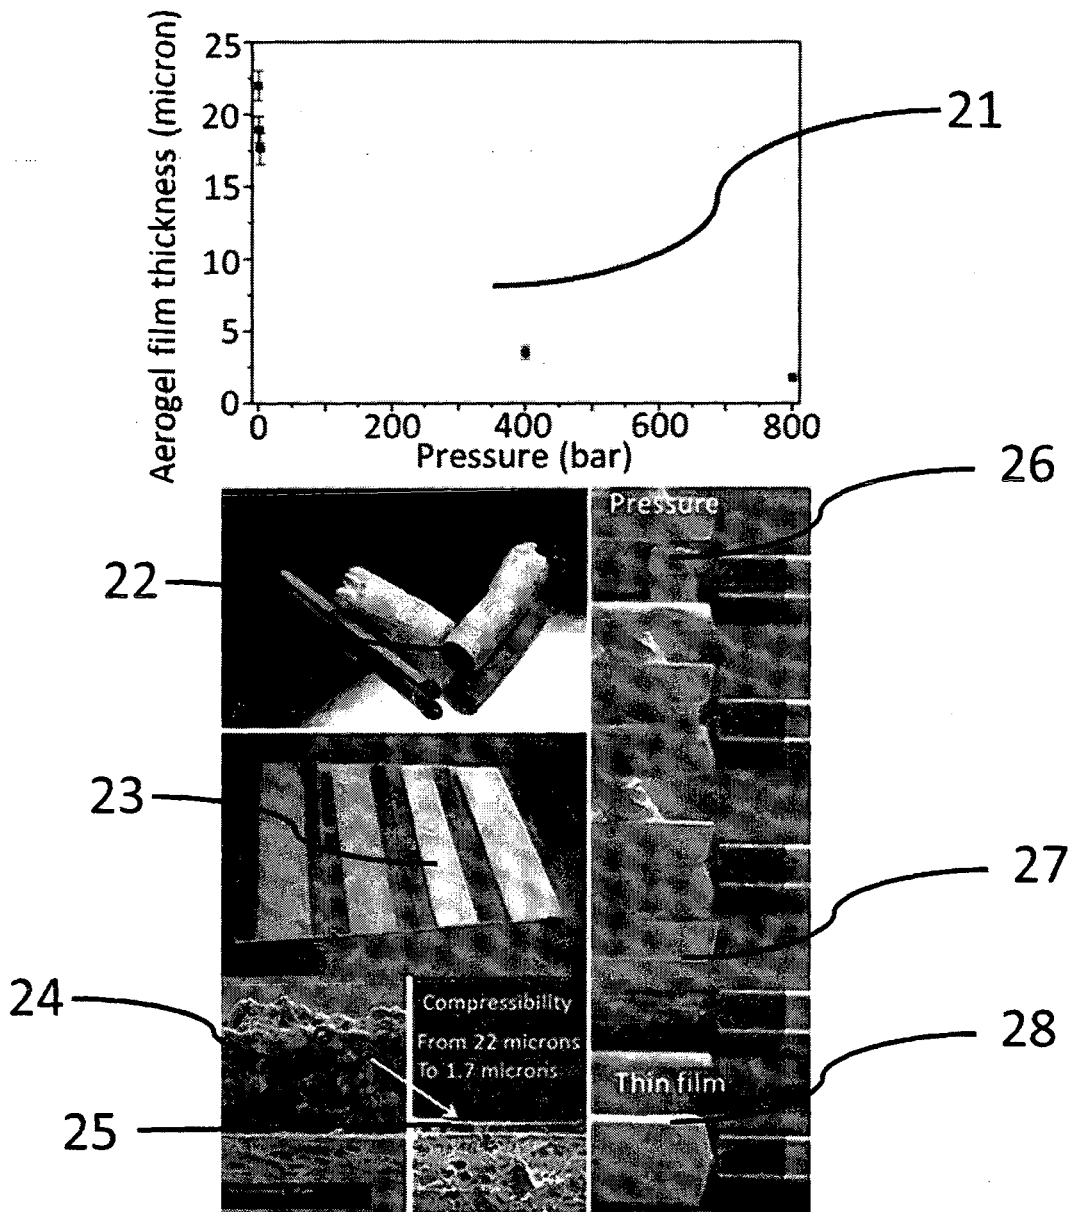 Aerogel film thickness (micron)
25
20
15
10
5
0
0
200
400
600
800
Pressure (bar)
21
22
23
24
25
26
27
28
Pressure
Compressibility
From 22 microns
To 1.7 microns
Thin film